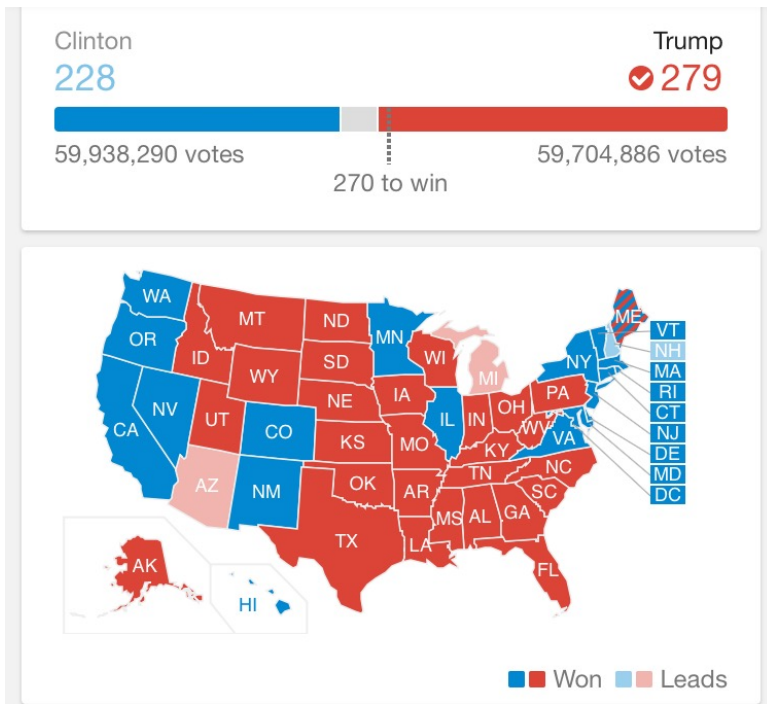 Clinton
Trump
228
279
59,938,290 votes
59,704,886 votes
270 to win
WA
MT
ND
MN
ME
VT
OR
ID
SD
WI
NH
WY
MI
NY
MA
NV
NE
IA
PA
RI
CA
UT
CO
IL
IN
OH
CT
KS
MO
WV
VA
NJ
KY
DE
AZ
NM
OK
AR
TN
NC
MD
SC
DC
TX
LA
MS
AL
GA
FL
AK
HI
Won
Leads